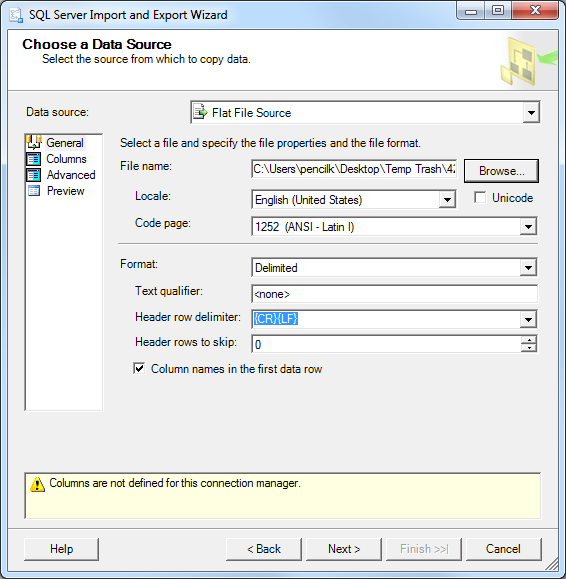 SQL Server Import and Export Wizard
Choose a Data Source
Select the source from which to copy data.
Data source:
Flat File Source
General
Columns
Advanced
Preview
Select a file and specify the file properties and the file format.
File name:
C:\Users\pencilk\Desktop\Temp Trash\42
Browse...
Locale:
English (United States)
Unicode
Code page:
1252 (ANSI - Latin I)
Format:
Delimited
Text qualifier:
<none>
Header row delimiter:
{CR}{LF}
Header rows to skip:
0
Column names in the first data row
Columns are not defined for this connection manager.
Help
< Back
Next >
Finish >>|
Cancel